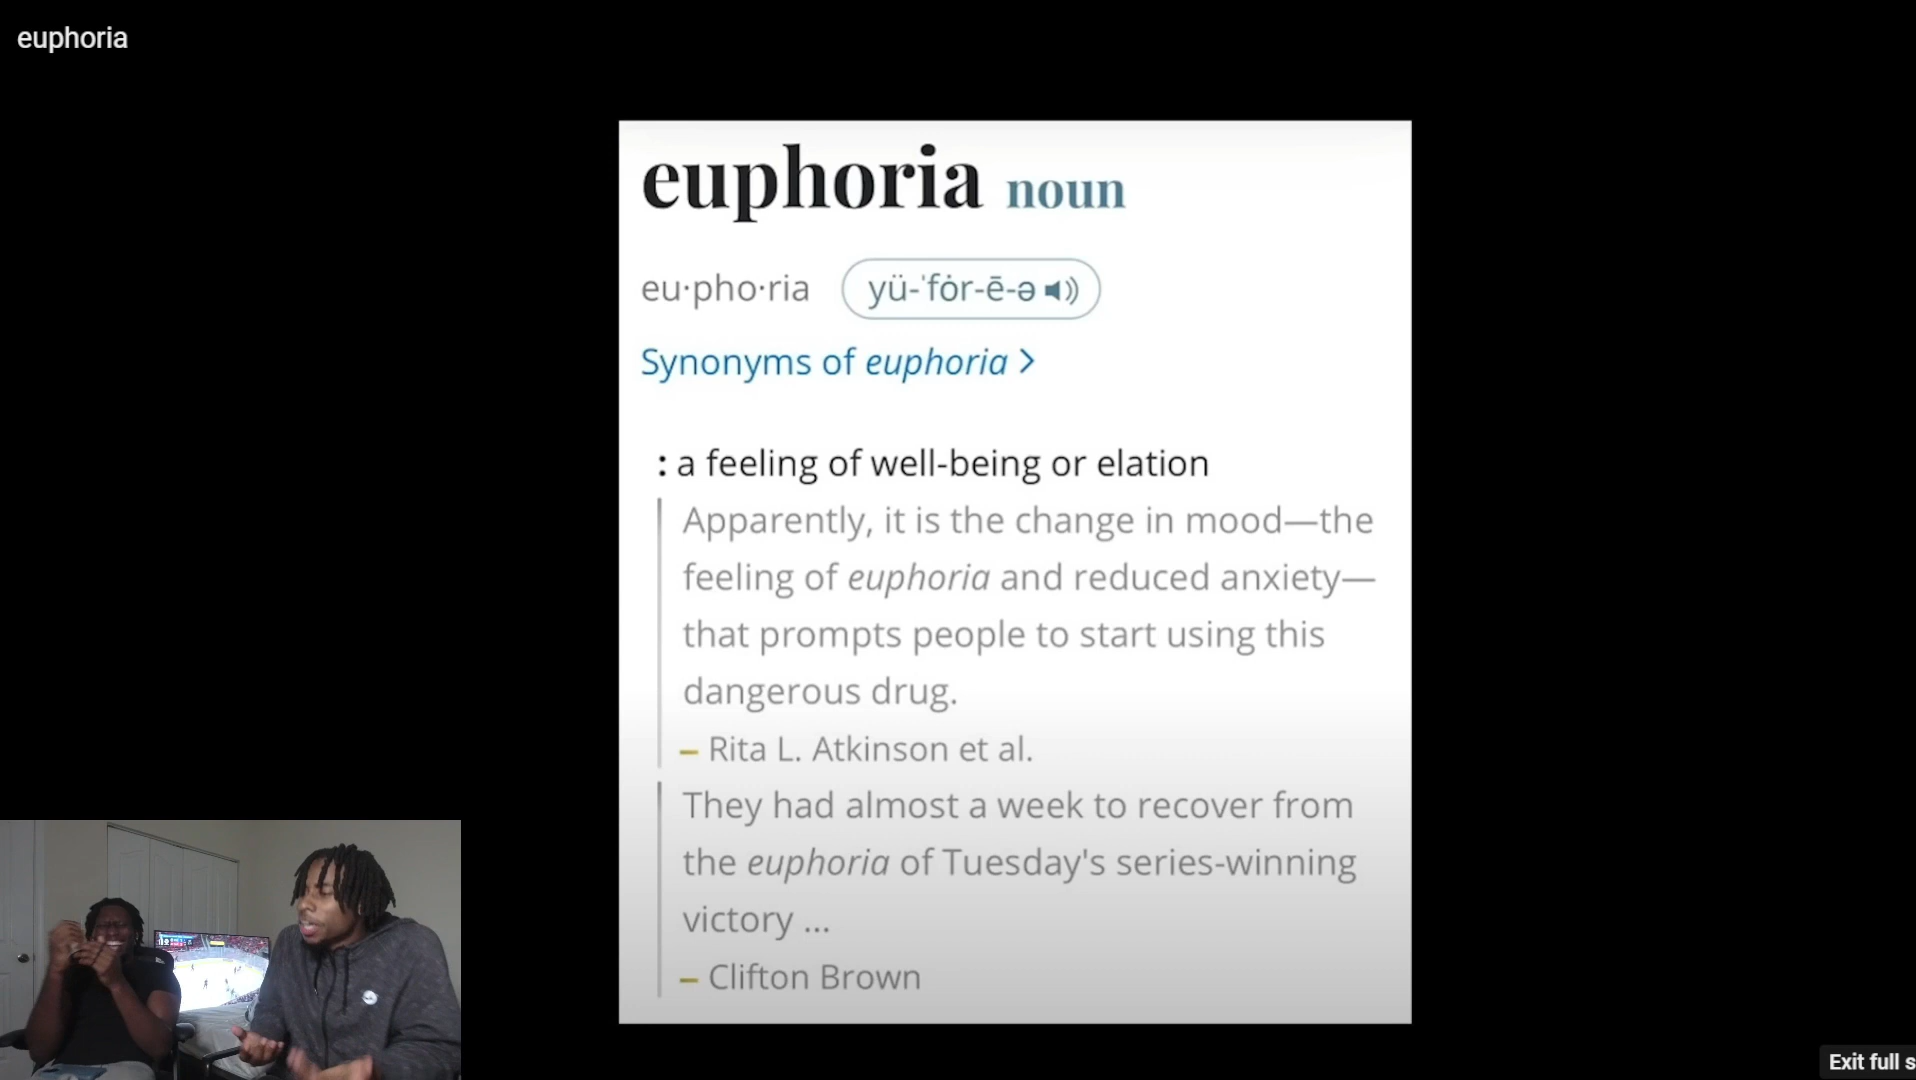 euphoria
euphoria noun
eu·pho·ria yü-ˈfȯr-ē-ə
Synonyms of euphoria >
: a feeling of well-being or elation
Apparently, it is the change in mood—the
feeling of euphoria and reduced anxiety—
that prompts people to start using this
dangerous drug.
– Rita L. Atkinson et al.
They had almost a week to recover from
the euphoria of Tuesday's series-winning
victory ...
– Clifton Brown
Exit full s